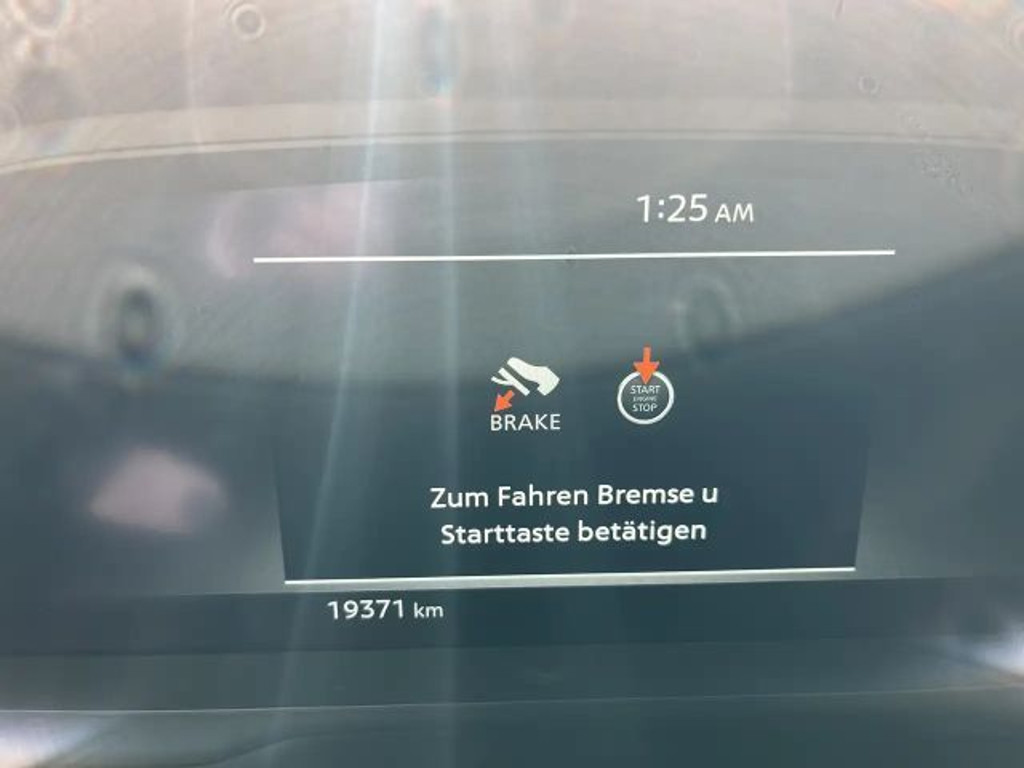 1:25 AM
BRAKE
START
ENGINE
STOP
Zum Fahren Bremse u
Starttaste betätigen
19371 km